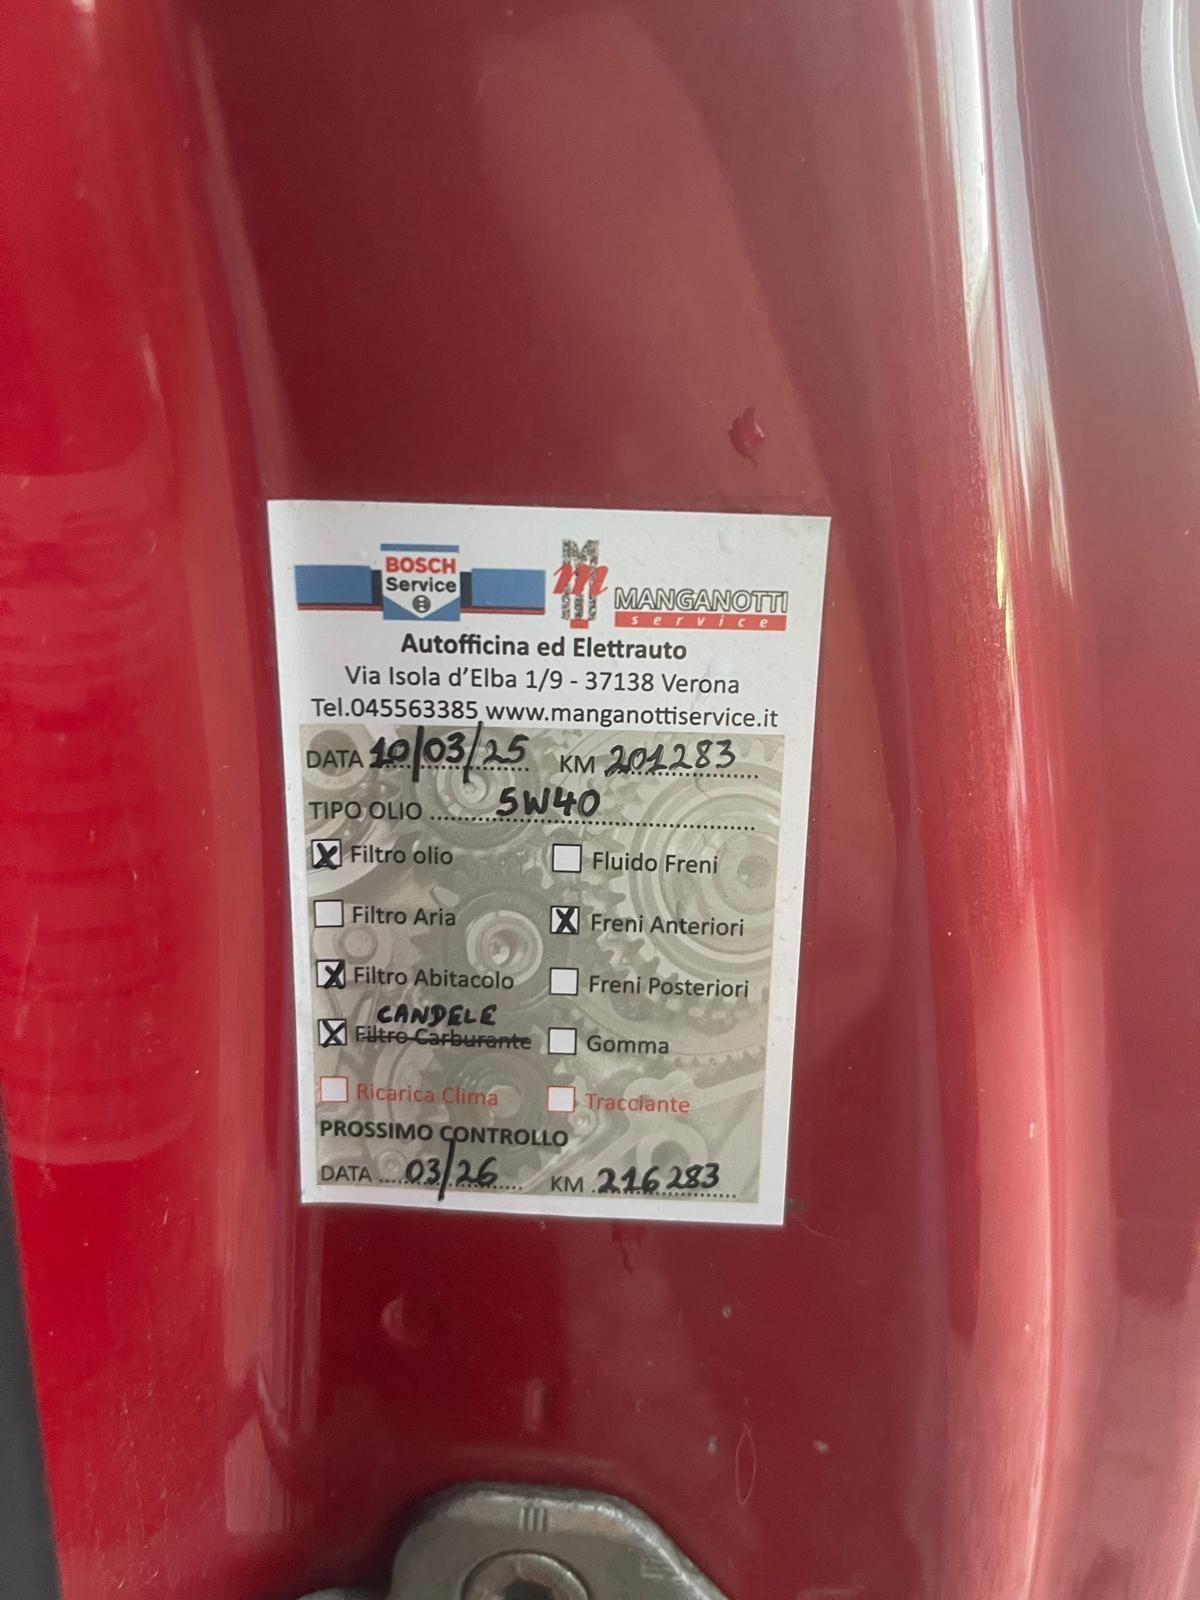 BOSCH
Service
MANGANOTTI
service
Autofficina ed Elettrauto
Via Isola d'Elba 1/9 - 37138 Verona
Tel.045563385 www.manganottiservice.it
DATA 10/03/25 KM 201283
TIPO OLIO 5W40
X Filtro olio Fluido Freni
Filtro Aria X Freni Anteriori
X Filtro Abitacolo Freni Posteriori
CANDELE
X Filtro Carburante Gomma
Ricarica Clima Tracciante
PROSSIMO CONTROLLO
DATA 03/26 KM 216283